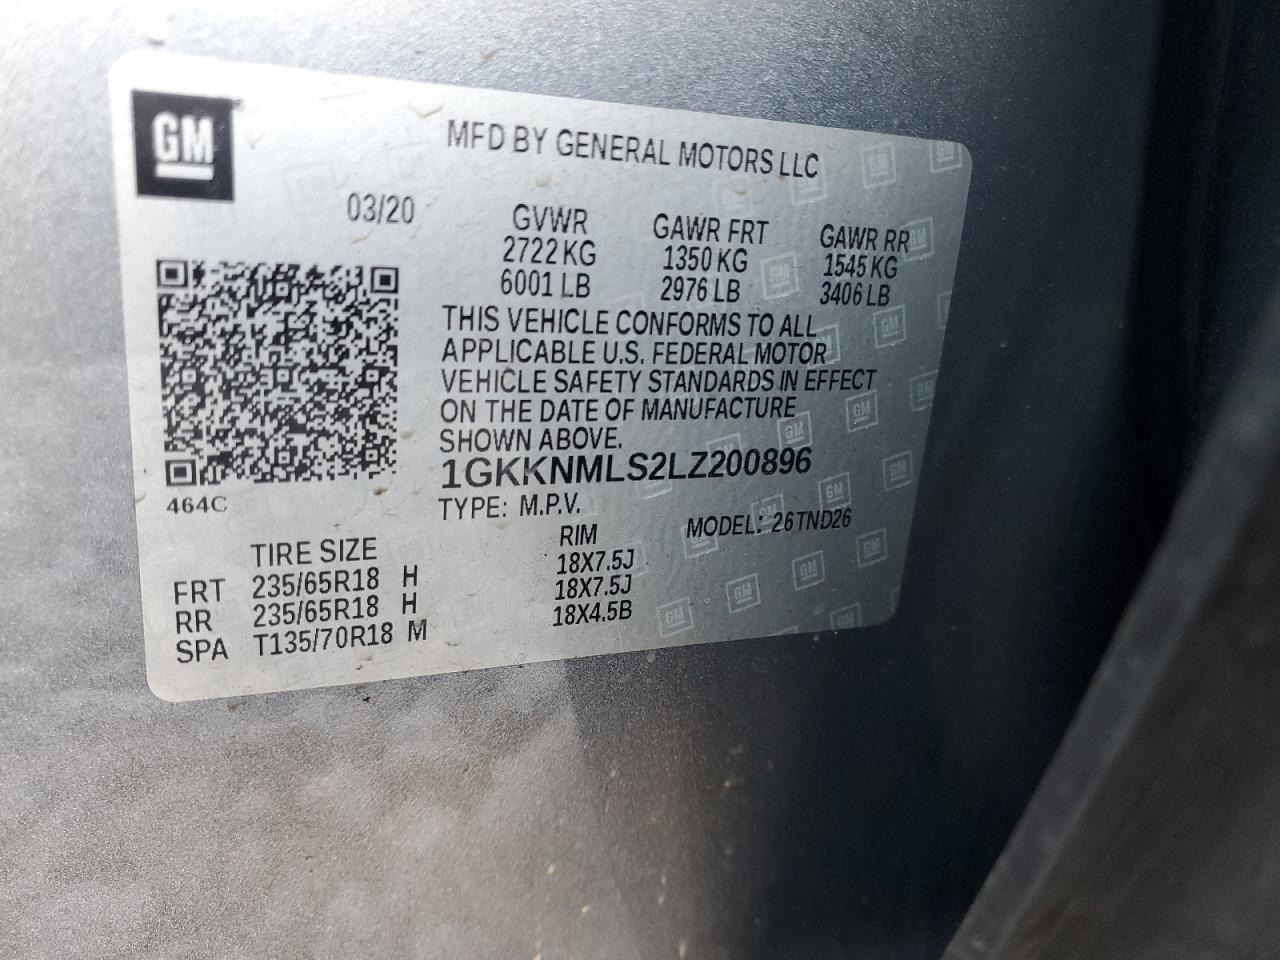 GM
MFD BY GENERAL MOTORS LLC
03/20
GVWR GAWR FRT GAWR RR
2722 KG 1350 KG 1545 KG
6001 LB 2976 LB 3406 LB
THIS VEHICLE CONFORMS TO ALL
APPLICABLE U.S. FEDERAL MOTOR
VEHICLE SAFETY STANDARDS IN EFFECT
ON THE DATE OF MANUFACTURE
SHOWN ABOVE.
1GKKNMLS2LZ200896
464C
TYPE: M.P.V. MODEL: 26TND26
TIRE SIZE RIM
FRT 235/65R18 H 18X7.5J
RR 235/65R18 H 18X7.5J
SPA T135/70R18 M 18X4.5B